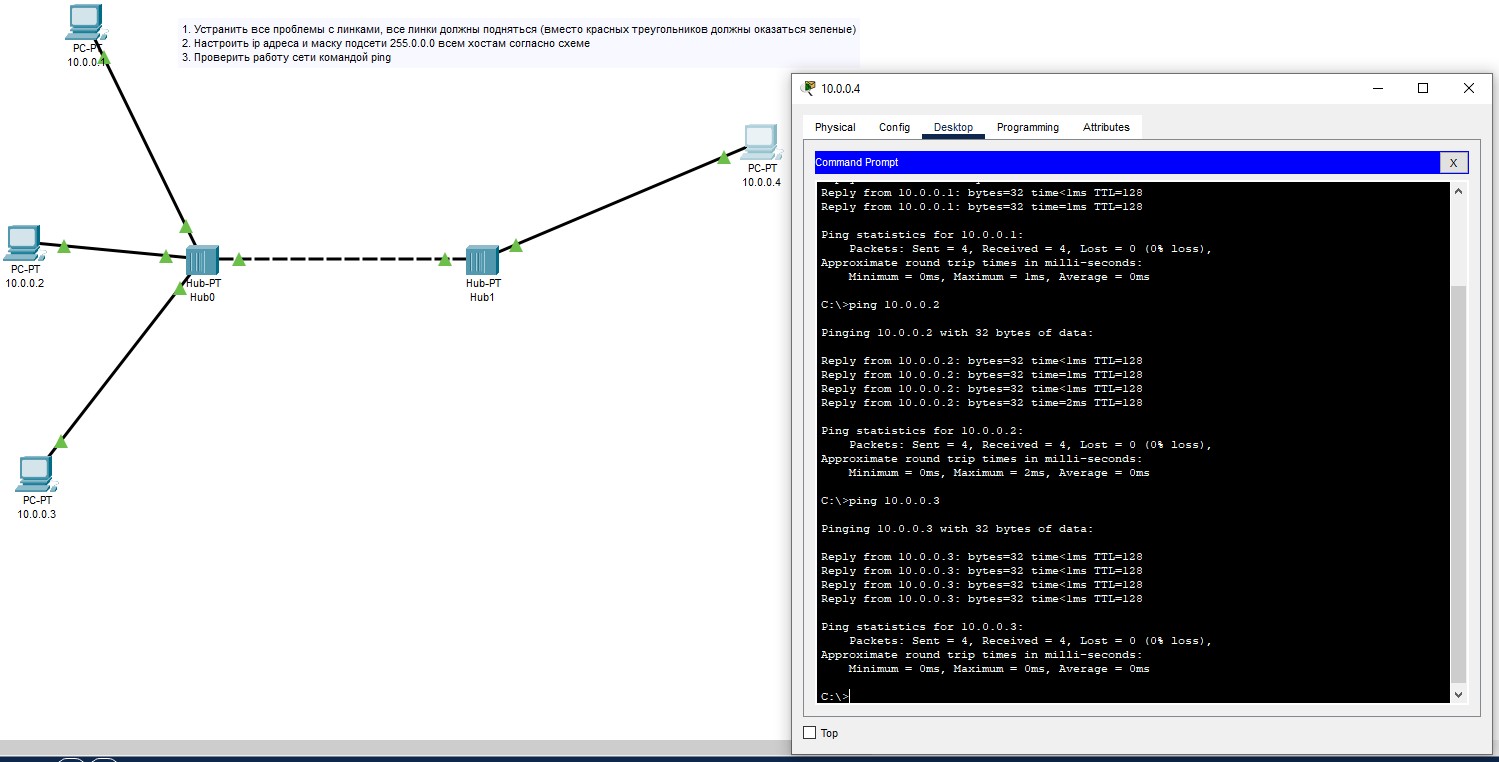 1. Устранить все проблемы с линками, все линки должны подняться (вместо красных треугольников должны оказаться зеленые)
2. Настроить ip адреса и маску подсети 255.0.0.0 всем хостам согласно схеме
3. Проверить работу сети командой ping
PC-PT
10.0.0.1
PC-PT
10.0.0.2
Hub-PT
Hub0
Hub-PT
Hub1
PC-PT
10.0.0.4
PC-PT
10.0.0.3
10.0.0.4
Physical Config Desktop Programming Attributes
Command Prompt X
Reply from 10.0.0.1: bytes=32 time<1ms TTL=128
Reply from 10.0.0.1: bytes=32 time=1ms TTL=128
Ping statistics for 10.0.0.1:
Packets: Sent = 4, Received = 4, Lost = 0 (0% loss),
Approximate round trip times in milli-seconds:
Minimum = 0ms, Maximum = 1ms, Average = 0ms
C:\>ping 10.0.0.2
Pinging 10.0.0.2 with 32 bytes of data:
Reply from 10.0.0.2: bytes=32 time<1ms TTL=128
Reply from 10.0.0.2: bytes=32 time=1ms TTL=128
Reply from 10.0.0.2: bytes=32 time<1ms TTL=128
Reply from 10.0.0.2: bytes=32 time=2ms TTL=128
Ping statistics for 10.0.0.2:
Packets: Sent = 4, Received = 4, Lost = 0 (0% loss),
Approximate round trip times in milli-seconds:
Minimum = 0ms, Maximum = 2ms, Average = 0ms
C:\>ping 10.0.0.3
Pinging 10.0.0.3 with 32 bytes of data:
Reply from 10.0.0.3: bytes=32 time<1ms TTL=128
Reply from 10.0.0.3: bytes=32 time<1ms TTL=128
Reply from 10.0.0.3: bytes=32 time<1ms TTL=128
Reply from 10.0.0.3: bytes=32 time<1ms TTL=128
Ping statistics for 10.0.0.3:
Packets: Sent = 4, Received = 4, Lost = 0 (0% loss),
Approximate round trip times in milli-seconds:
Minimum = 0ms, Maximum = 0ms, Average = 0ms
C:\>
Top